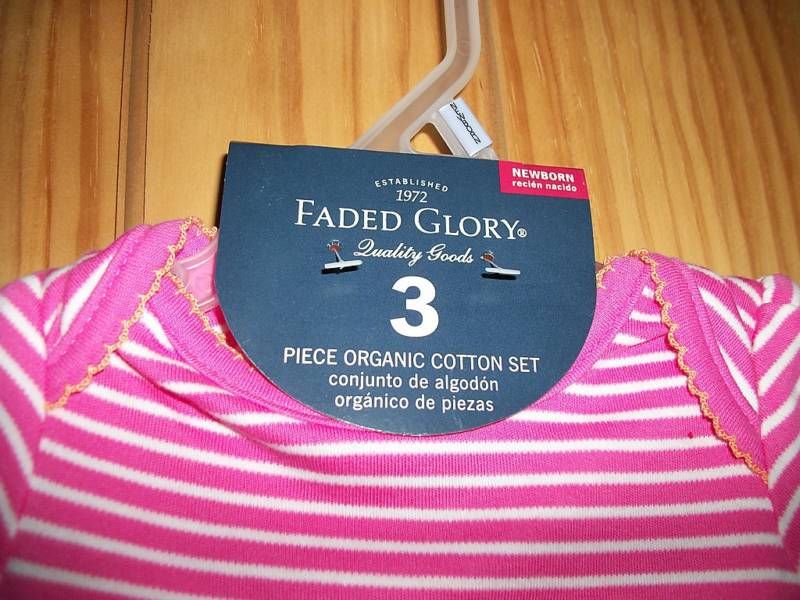 NEWBORN
NEWBORN
recién nacido
ESTABLISHED
1972
FADED GLORY®
Quality Goods
3
PIECE ORGANIC COTTON SET
conjunto de algodón
orgánico de piezas